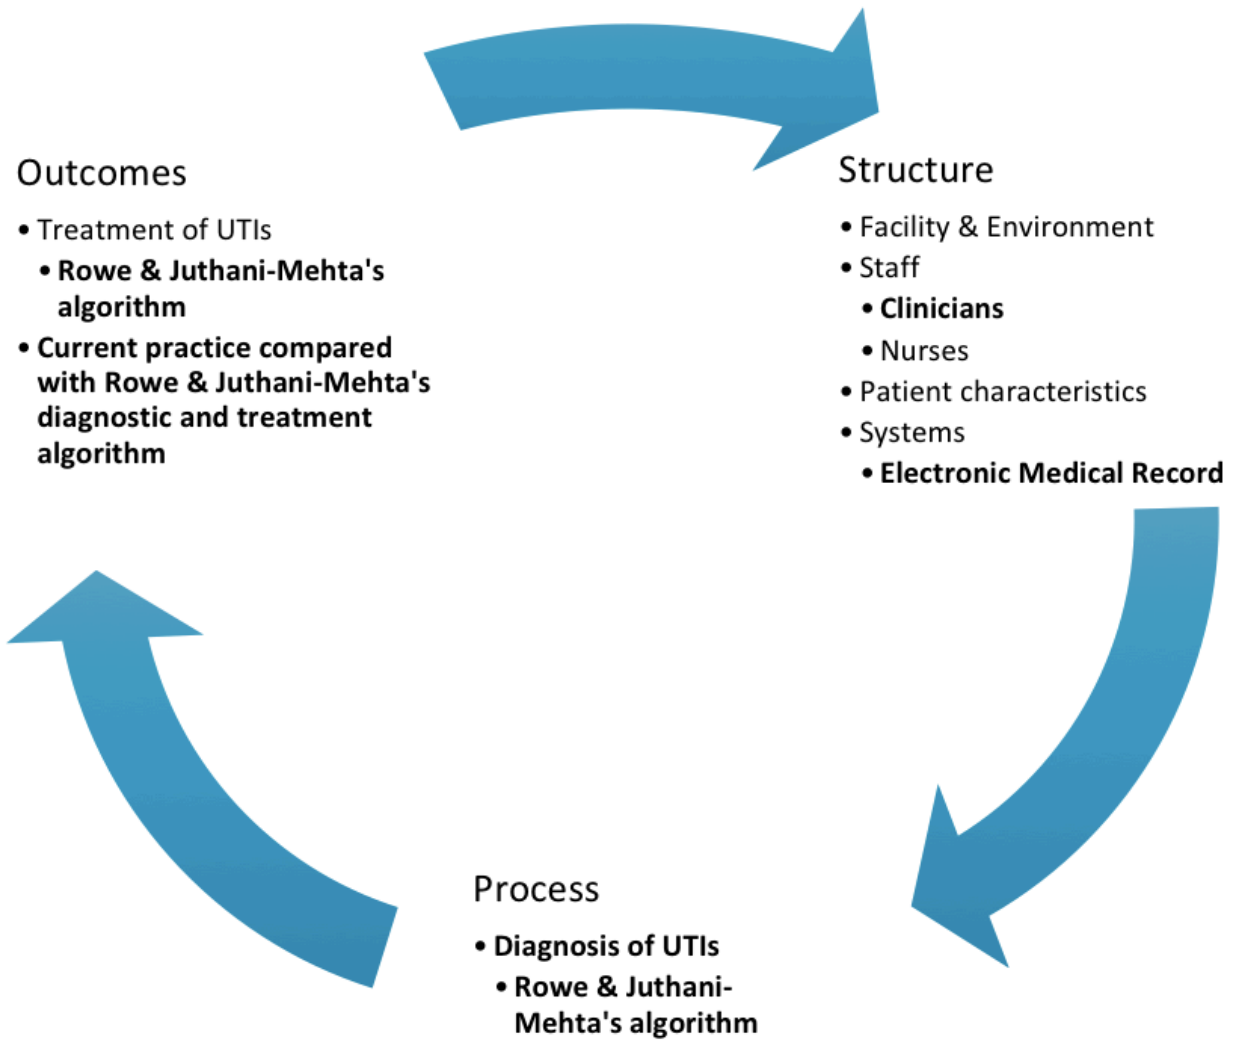 Outcomes
• Treatment of UTIs
• Rowe & Juthani-Mehta's
algorithm
• Current practice compared
with Rowe & Juthani-Mehta's
diagnostic and treatment
algorithm
Structure
• Facility & Environment
• Staff
• Clinicians
• Nurses
• Patient characteristics
• Systems
• Electronic Medical Record
Process
• Diagnosis of UTIs
• Rowe & Juthani-
Mehta's algorithm